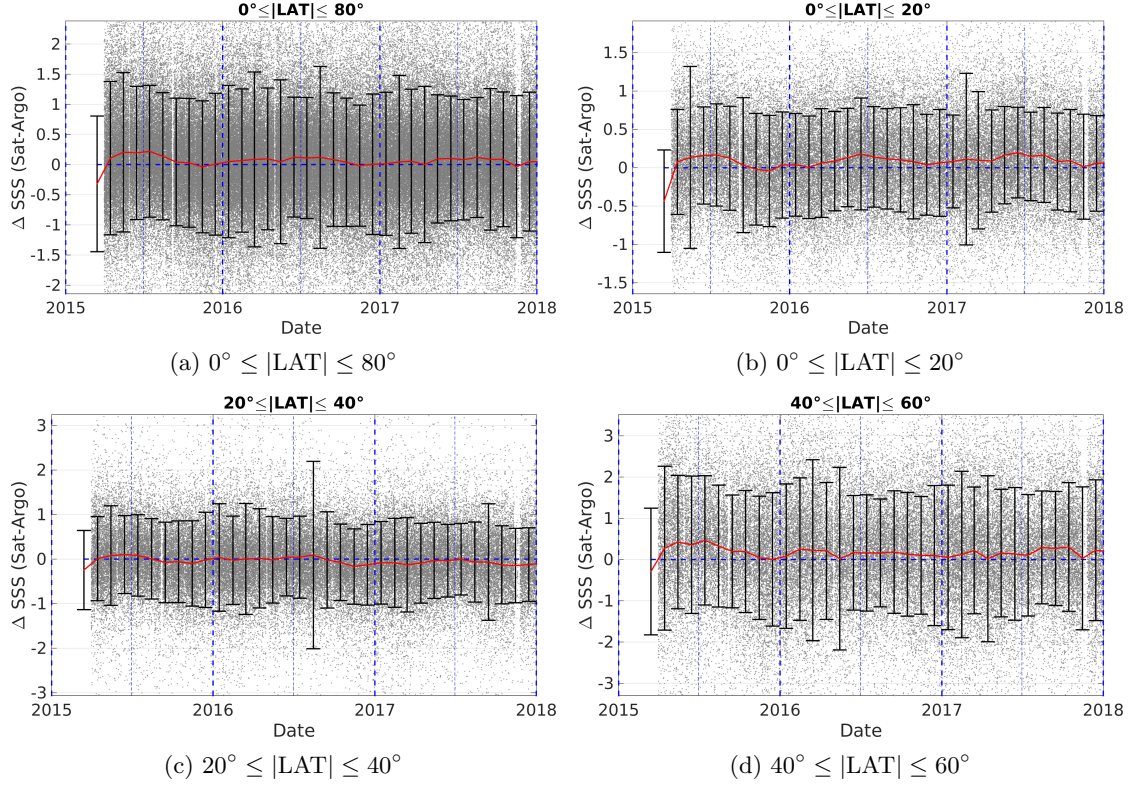 0°≤|LAT|≤ 80°
Δ SSS (Sat-Argo)
2
1.5
1
0.5
0
-0.5
-1
-1.5
-2
2015 2016 2017 2018
Date
(a) 0° ≤ |LAT| ≤ 80°
0°≤|LAT|≤ 20°
Δ SSS (Sat-Argo)
1.5
1
0.5
0
-0.5
-1
-1.5
2015 2016 2017 2018
Date
(b) 0° ≤ |LAT| ≤ 20°
20°≤|LAT|≤ 40°
Δ SSS (Sat-Argo)
3
2
1
0
-1
-2
-3
2015 2016 2017 2018
Date
(c) 20° ≤ |LAT| ≤ 40°
40°≤|LAT|≤ 60°
Δ SSS (Sat-Argo)
3
2
1
0
-1
-2
-3
2015 2016 2017 2018
Date
(d) 40° ≤ |LAT| ≤ 60°